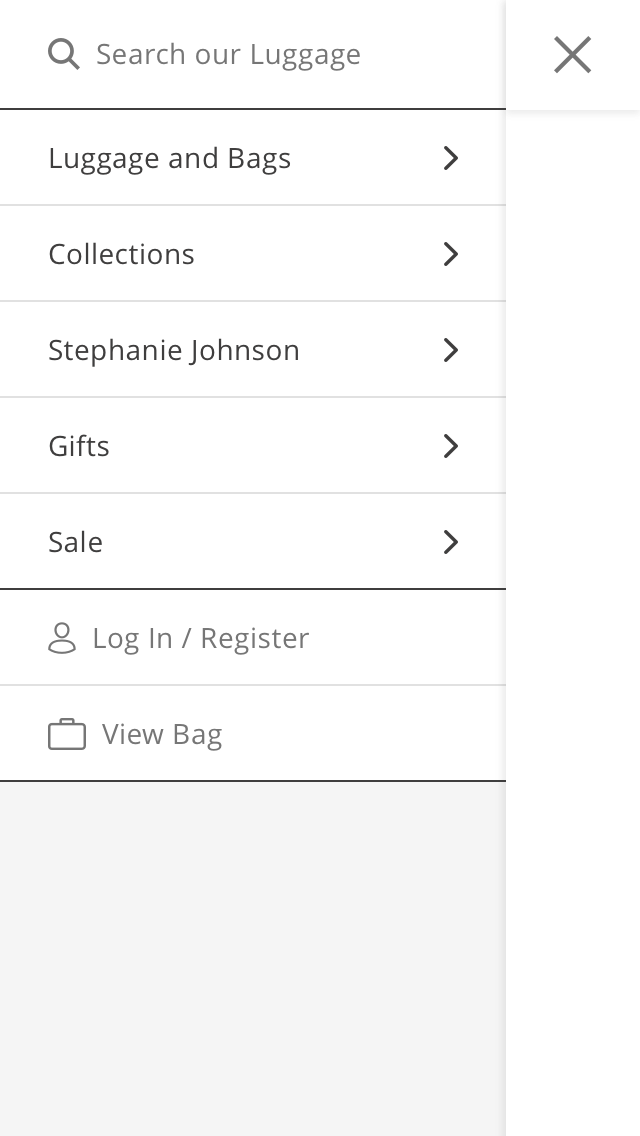 Search our Luggage
Luggage and Bags
Collections
Stephanie Johnson
Gifts
Sale
Log In / Register
View Bag